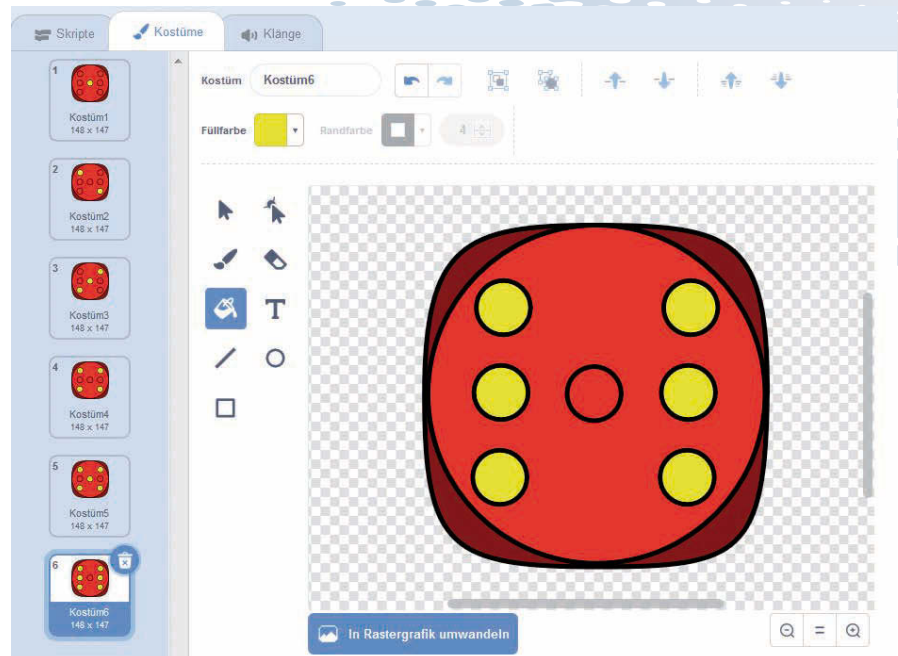 Skripte Kostüme Klänge
1
Kostüm1
148 x 147
2
Kostüm2
148 x 147
3
Kostüm3
148 x 147
4
Kostüm4
148 x 147
5
Kostüm5
148 x 147
6
Kostüm6
148 x 147
Kostüm Kostüm6
Füllfarbe Randfarbe 4
T
In Rastergrafik umwandeln